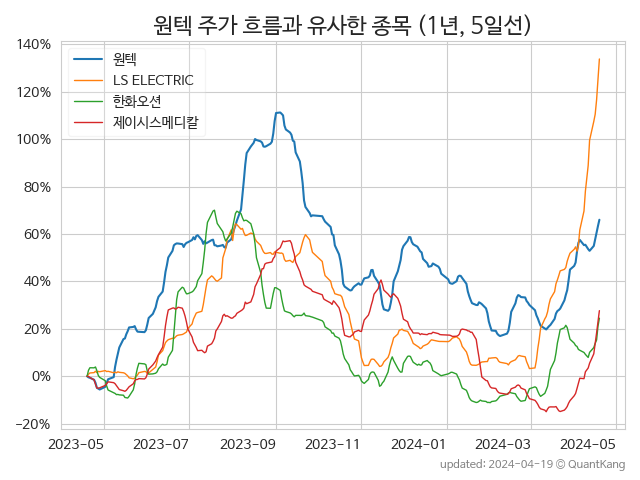 원텍 주가 흐름과 유사한 종목 (1년, 5일선)
140%
120%
100%
80%
60%
40%
20%
0%
−20%
원텍
LS ELECTRIC
한화오션
제이시스메디칼
2023-05 2023-07 2023-09 2023-11 2024-01 2024-03 2024-05
updated: 2024-04-19 © QuantKang